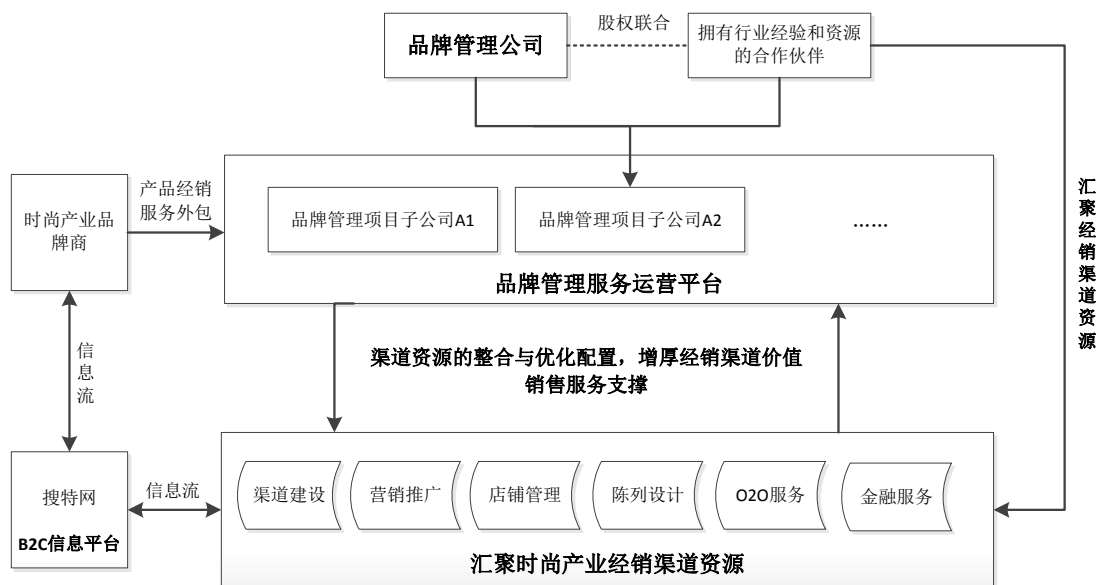 股权联合
品牌管理公司
拥有行业经验和资源
的合作伙伴
汇聚经销渠道资源
产品经销
服务外包
时尚产业品
牌商
品牌管理项目子公司A1
品牌管理项目子公司A2
……
品牌管理服务运营平台
信息流
渠道资源的整合与优化配置，增厚经销渠道价值
销售服务支撑
搜特网
B2C信息平台
信息流
渠道建设
营销推广
店铺管理
陈列设计
O2O服务
金融服务
汇聚时尚产业经销渠道资源